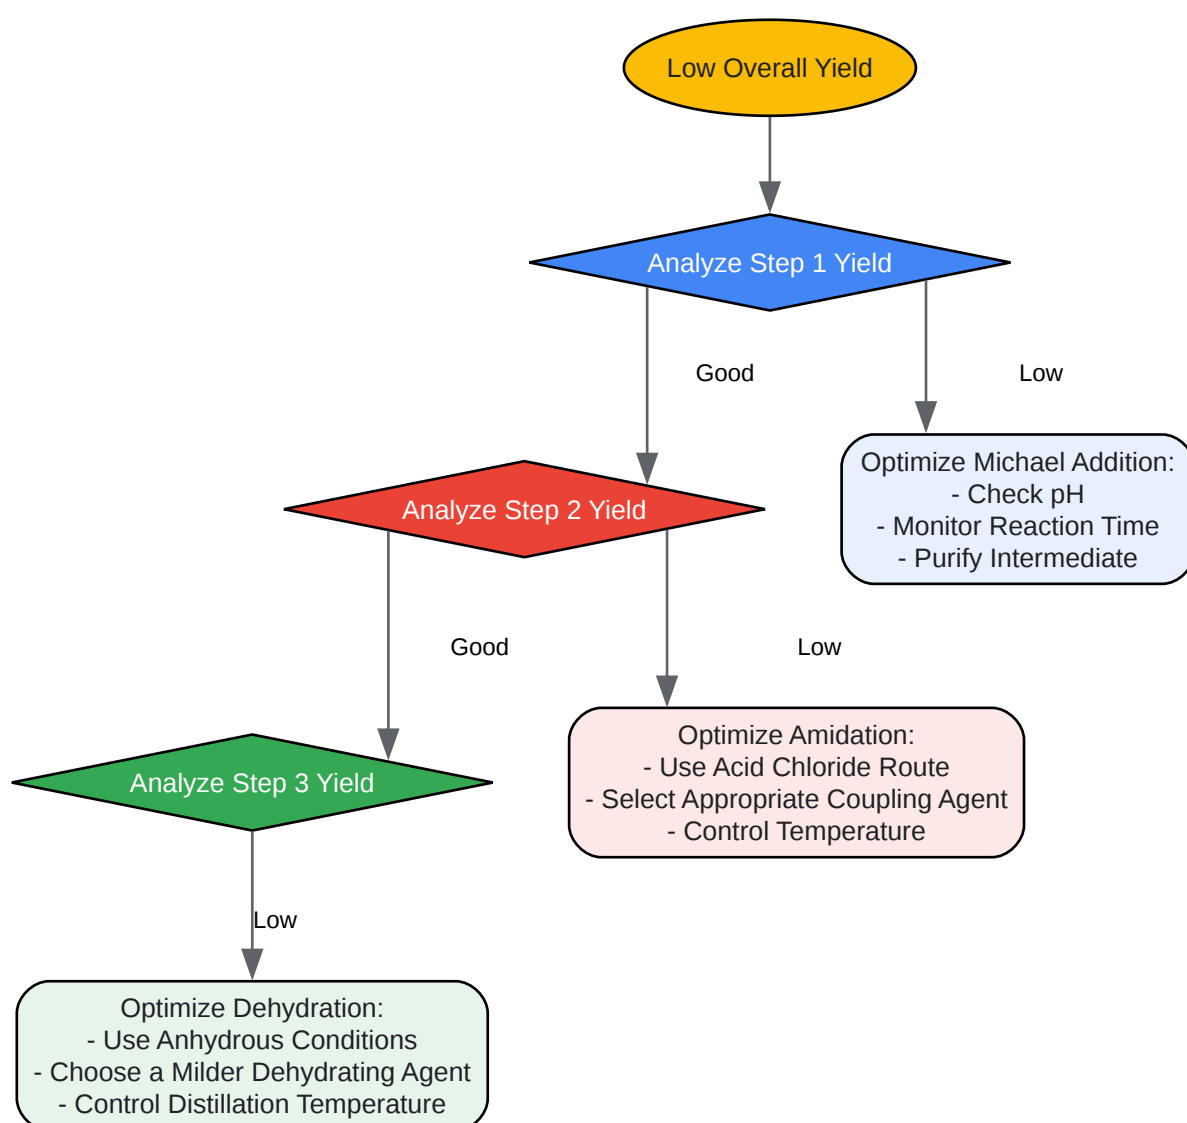 Low Overall Yield
Analyze Step 1 Yield
Good
Low
Optimize Michael Addition:
- Check pH
- Monitor Reaction Time
- Purify Intermediate
Analyze Step 2 Yield
Good
Low
Optimize Amidation:
- Use Acid Chloride Route
- Select Appropriate Coupling Agent
- Control Temperature
Analyze Step 3 Yield
Low
Optimize Dehydration:
- Use Anhydrous Conditions
- Choose a Milder Dehydrating Agent
- Control Distillation Temperature